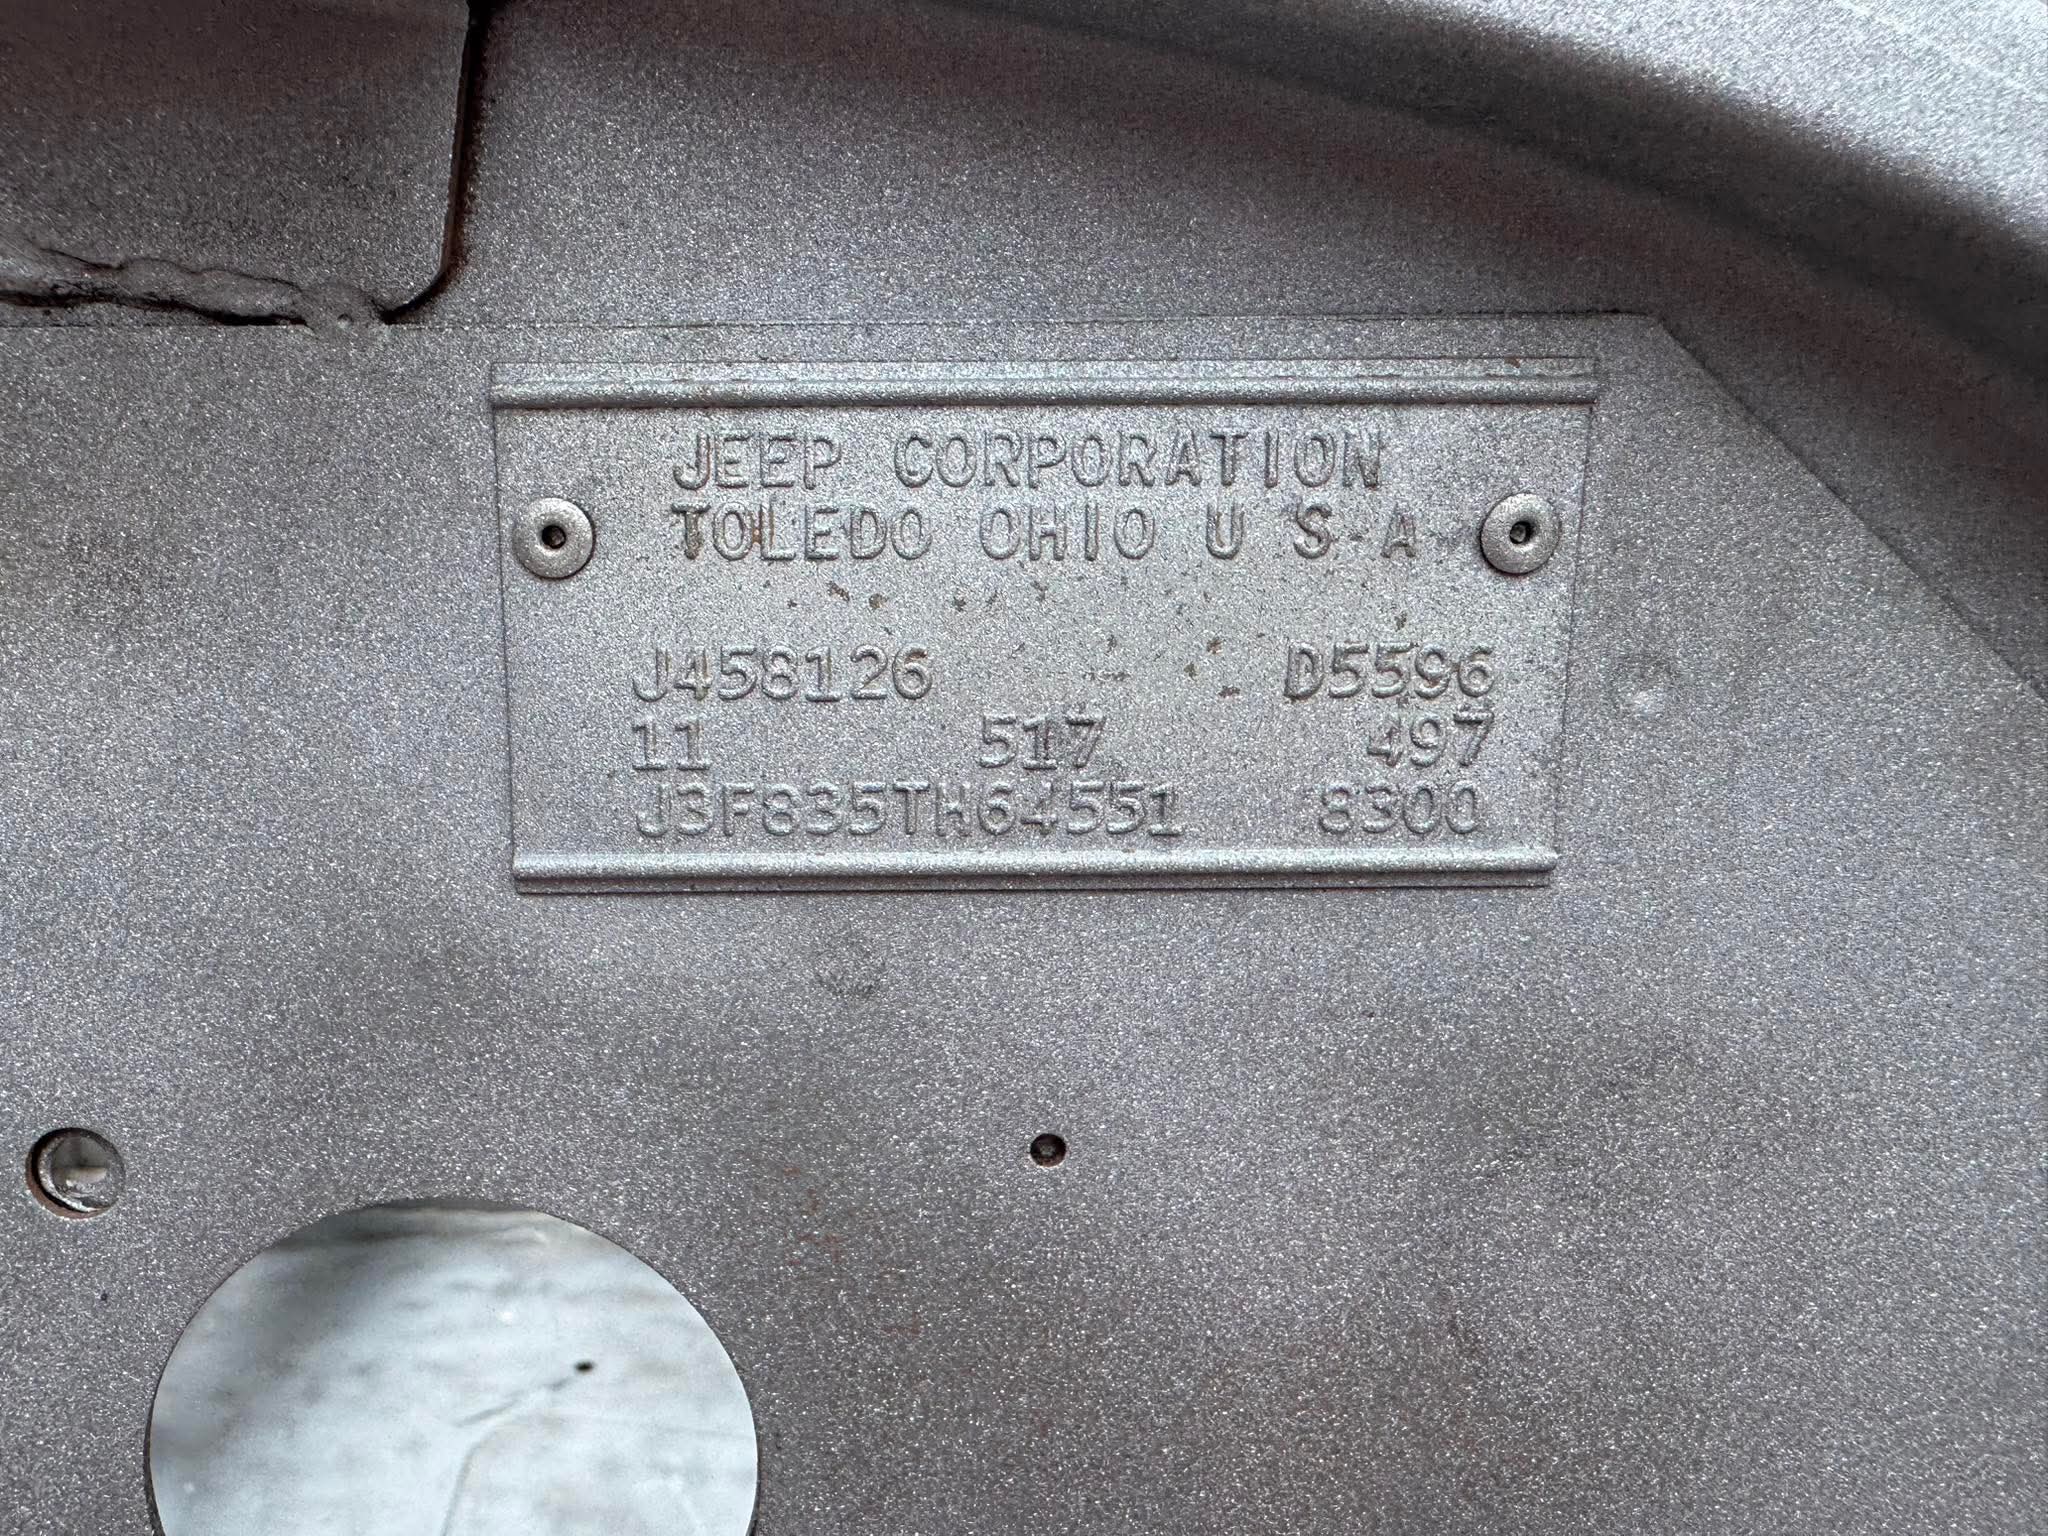 JEEP CORPORATION
TOLEDO OHIO U S A
J458126 D5596
11 517 497
J3F835TH64551 8300